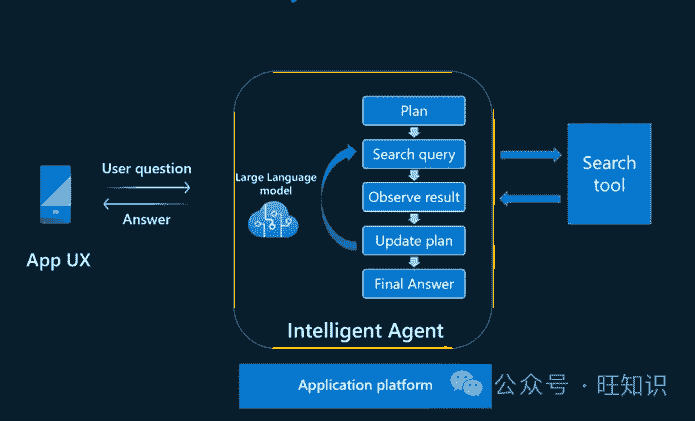 Plan
Search query
Observe result
Update plan
Final Answer
Large Language
model
User question
Answer
App UX
Search
tool
Intelligent Agent
Application platform
公众号 · 旺知识